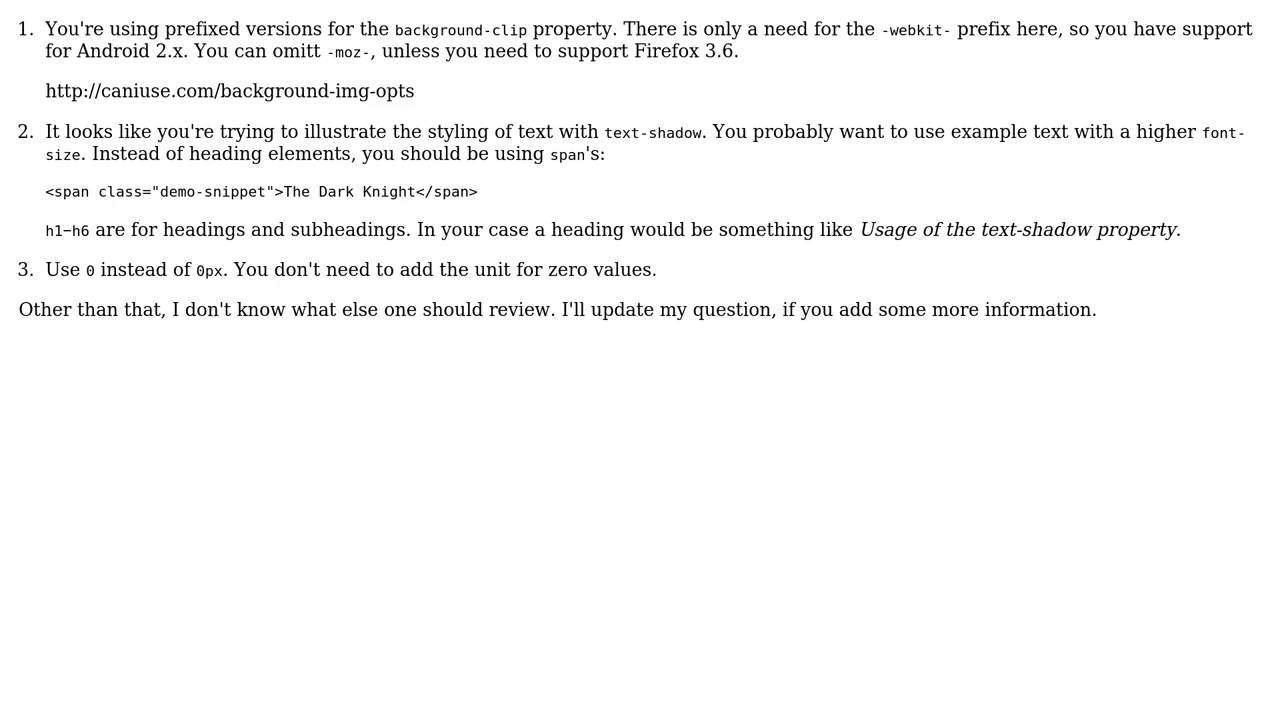 1. You're using prefixed versions for the background-clip property. There is only a need for the -webkit- prefix here, so you have support
for Android 2.x. You can omitt -moz-, unless you need to support Firefox 3.6.
http://caniuse.com/background-img-opts
2. It looks like you're trying to illustrate the styling of text with text-shadow. You probably want to use example text with a higher font-
size. Instead of heading elements, you should be using span's:
<span class="demo-snippet">The Dark Knight</span>
h1–h6 are for headings and subheadings. In your case a heading would be something like Usage of the text-shadow property.
3. Use 0 instead of 0px. You don't need to add the unit for zero values.
Other than that, I don't know what else one should review. I'll update my question, if you add some more information.